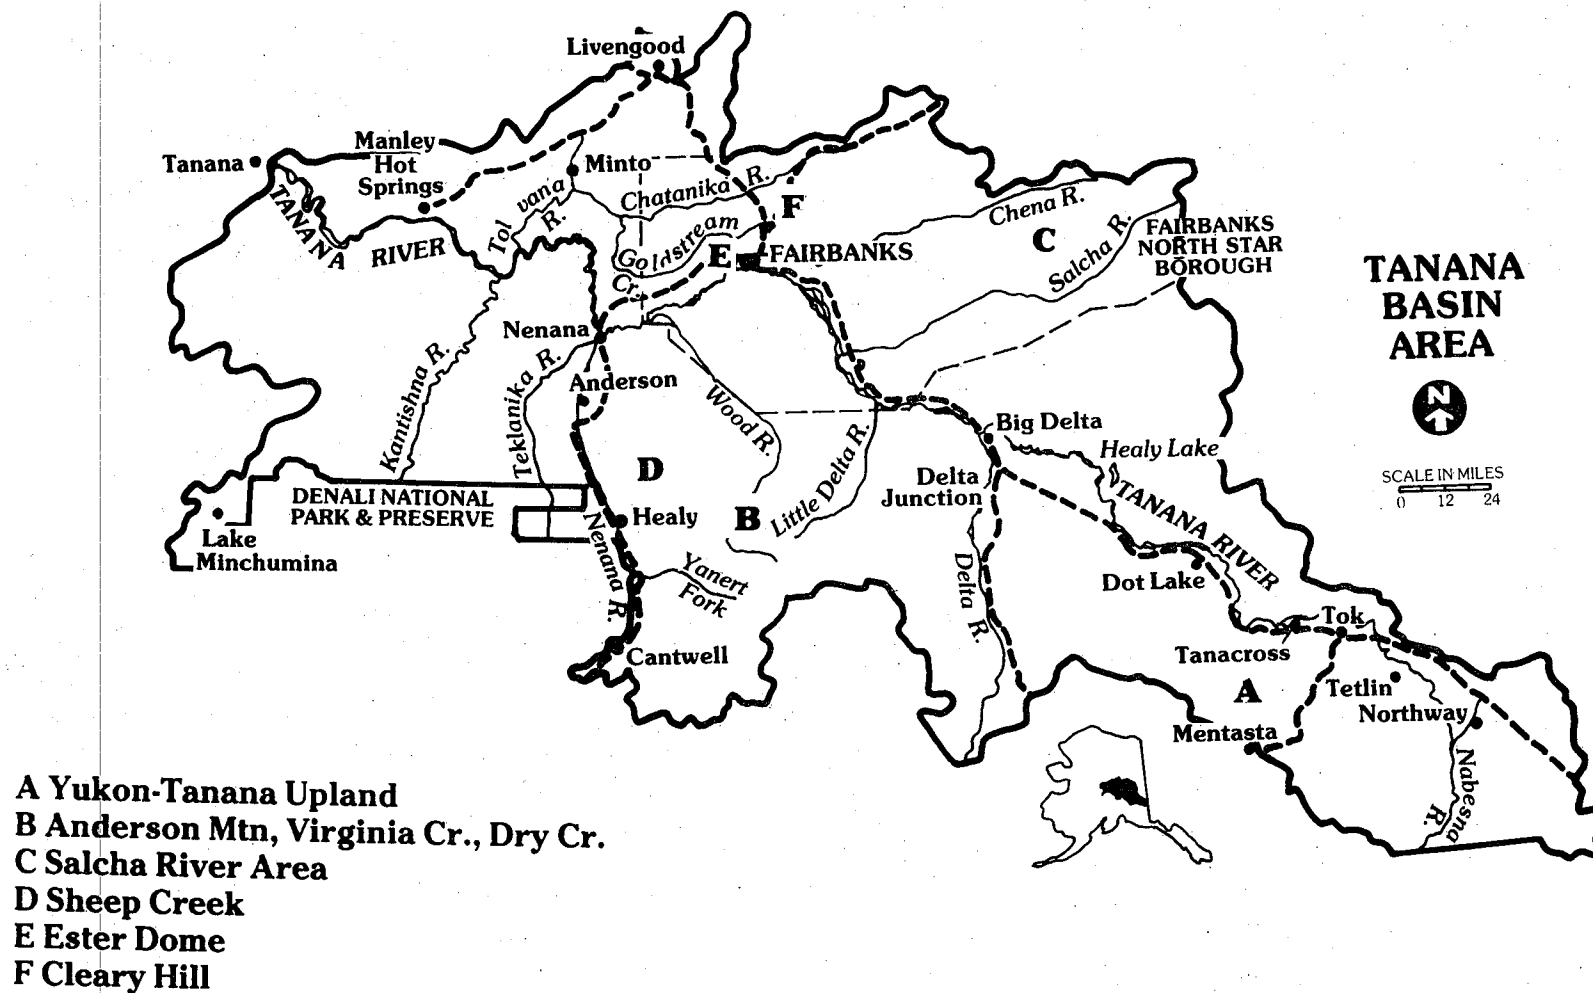 Livengood
Manley
Hot
Springs
Tanana
Minto
TANANA
RIVER
Tolvana
R.
Chatanika R.
Goldstream
Cr.
F
E
FAIRBANKS
Chena R.
C
Salcha R.
FAIRBANKS
NORTH STAR
BOROUGH
TANANA
BASIN
AREA
N
SCALE IN MILES
0 12 24
Nenana
Kantishna R.
Teklanika R.
Anderson
Wood R.
Little Delta R.
Big Delta
Healy Lake
Delta
Junction
TANANA RIVER
D
B
DENALI NATIONAL
PARK & PRESERVE
Healy
Nenana R.
Yanert
Fork
Lake
Minchumina
Cantwell
Delta R.
Dot Lake
Tok
Tanacross
A
Tetlin
Northway
Mentasta
Nabesna
R.
A Yukon-Tanana Upland
B Anderson Mtn, Virginia Cr., Dry Cr.
C Salcha River Area
D Sheep Creek
E Ester Dome
F Cleary Hill